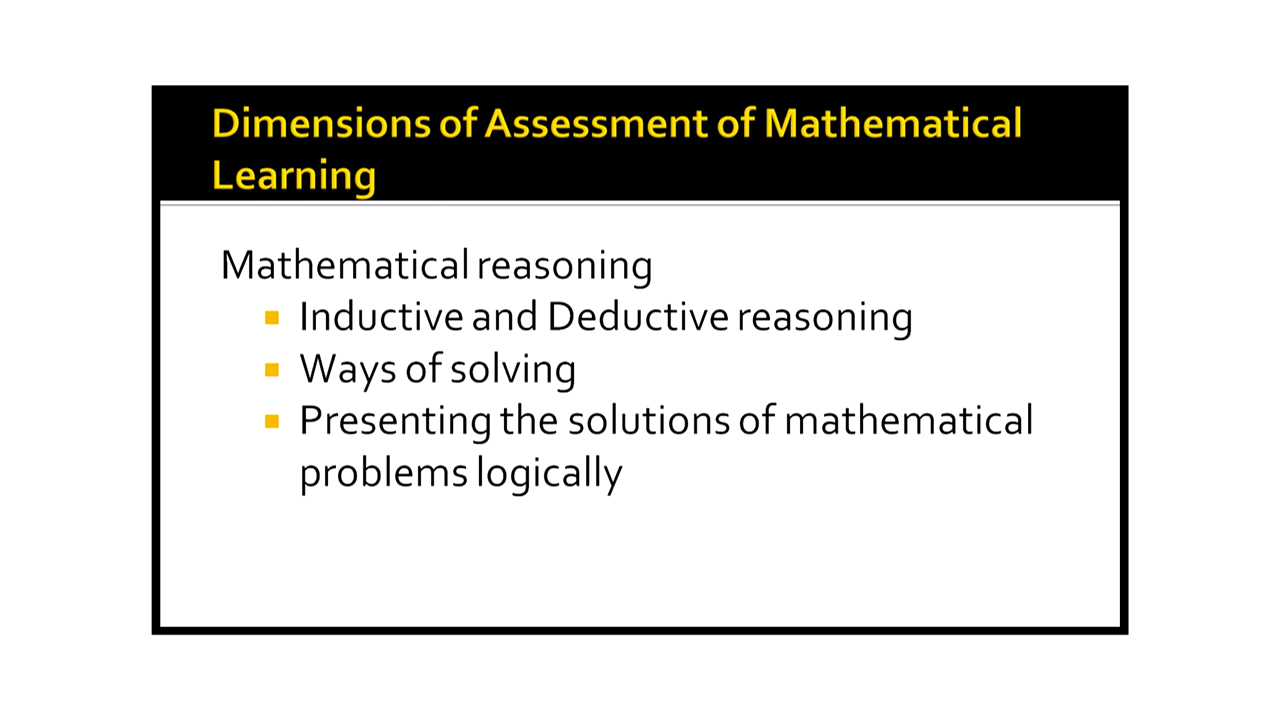 Dimensions of Assessment of Mathematical
Learning
Mathematical reasoning
Inductive and Deductive reasoning
Ways of solving
Presenting the solutions of mathematical
problems logically